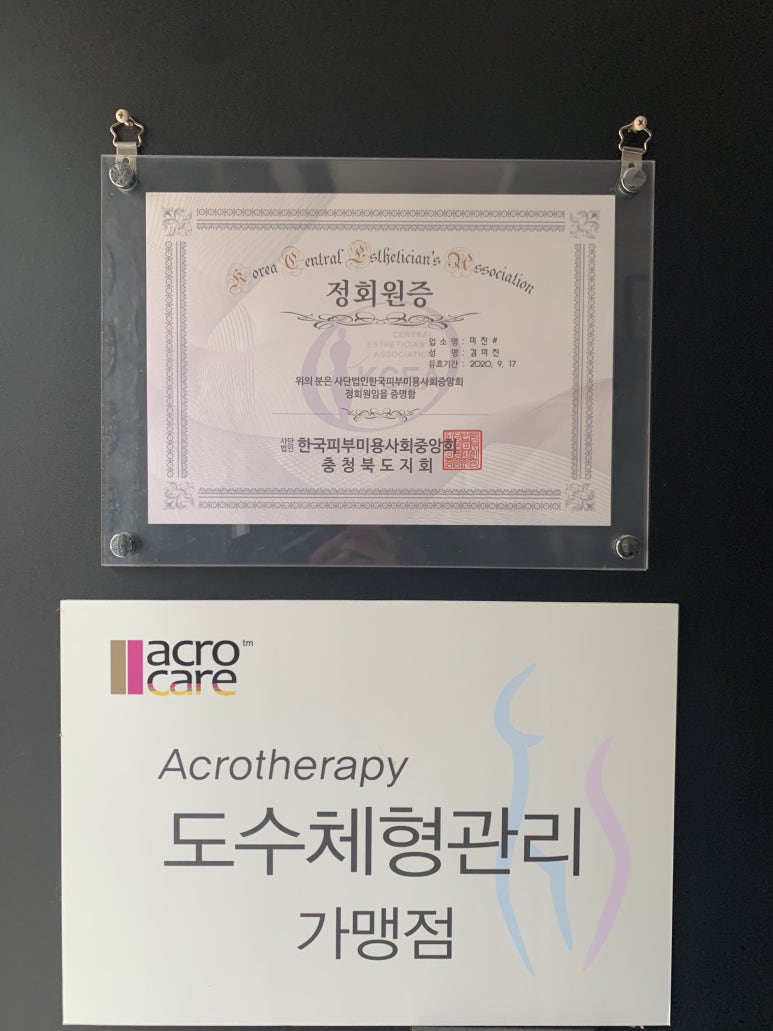 Korea Central Esthetician's Association
정회원증
CENTRAL
ESTHETICIAN
ASSOCIATION
KCEA
업 소 명 : 미진 #
성 명 : 김미진
유효기간 : 2020, 9, 17
위의 분은 사단법인한국피부미용사회중앙회
정회원임을 증명함
사단법인 한국피부미용사회중앙회
충청북도지회
acro tm
care
Acrotherapy
도수체형관리
가맹점